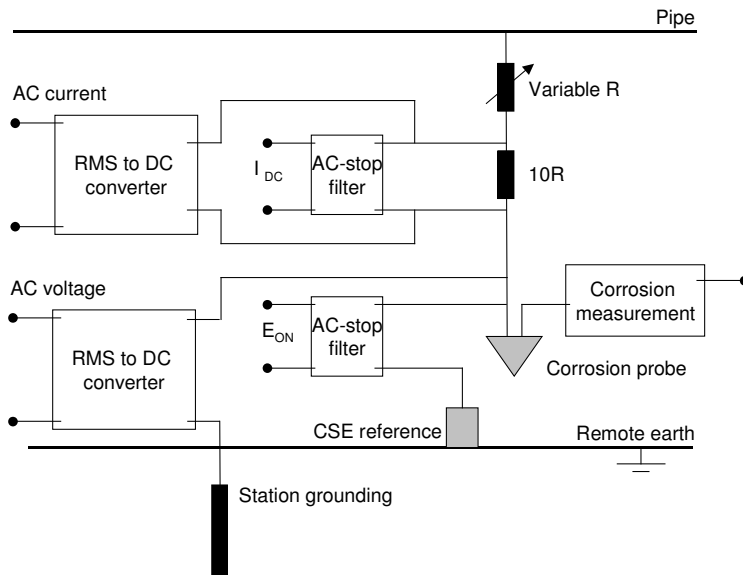 Pipe
AC current
Variable R
RMS to DC
converter
I DC
AC-stop
filter
10R
AC voltage
RMS to DC
converter
EON
AC-stop
filter
Corrosion
measurement
Corrosion probe
CSE reference
Remote earth
Station grounding